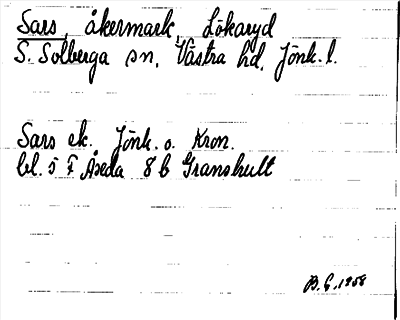 Sars, åkermark, Lökaryd
S. Solberga sn, Västra hd, Jönk. l.
Sars ek. Jönk. o. Kron.
bl. 5 F Åseda 8 b Granshult
B. G. 1958